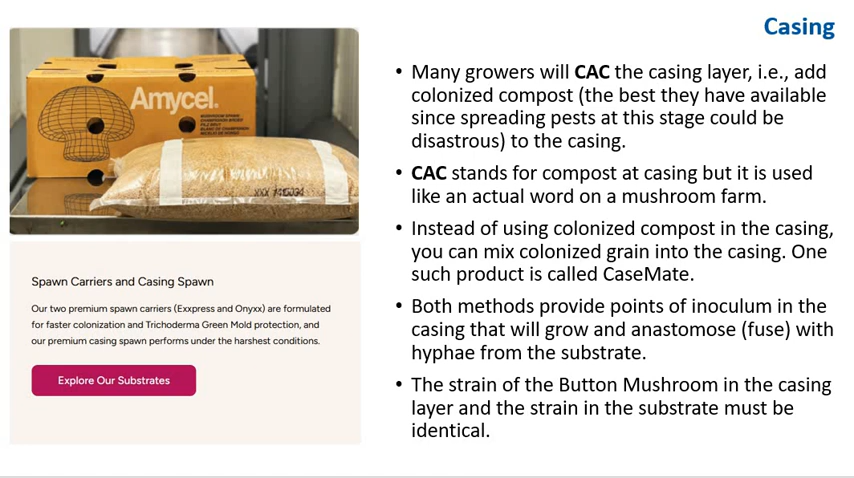 Casing
Amycel.
XXX 7415034
Spawn Carriers and Casing Spawn
Our two premium spawn carriers (Exxpress and Onyxx) are formulated
for faster colonization and Trichoderma Green Mold protection, and
our premium casing spawn performs under the harshest conditions.
Explore Our Substrates
• Many growers will CAC the casing layer, i.e., add
colonized compost (the best they have available
since spreading pests at this stage could be
disastrous) to the casing.
• CAC stands for compost at casing but it is used
like an actual word on a mushroom farm.
• Instead of using colonized compost in the casing,
you can mix colonized grain into the casing. One
such product is called CaseMate.
• Both methods provide points of inoculum in the
casing that will grow and anastomose (fuse) with
hyphae from the substrate.
• The strain of the Button Mushroom in the casing
layer and the strain in the substrate must be
identical.